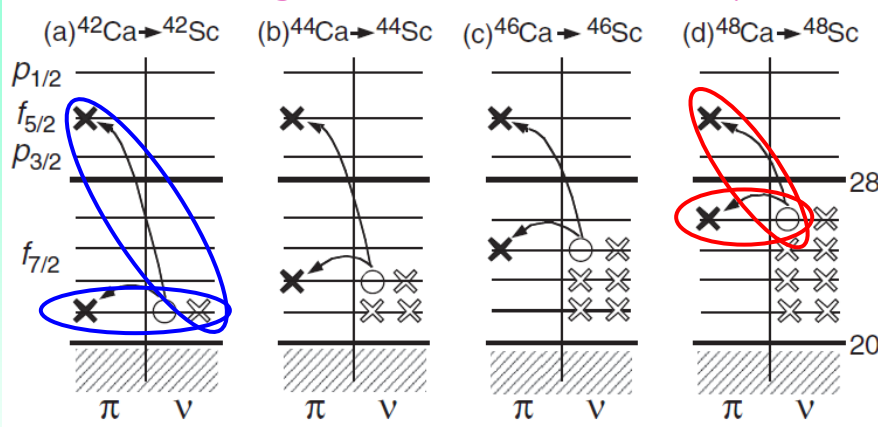 (a)⁴²Ca→⁴²Sc (b)⁴⁴Ca→⁴⁴Sc (c)⁴⁶Ca→⁴⁶Sc (d)⁴⁸Ca→⁴⁸Sc
p1/2
f5/2
p3/2
28
f7/2
20
π ν π ν π ν π ν